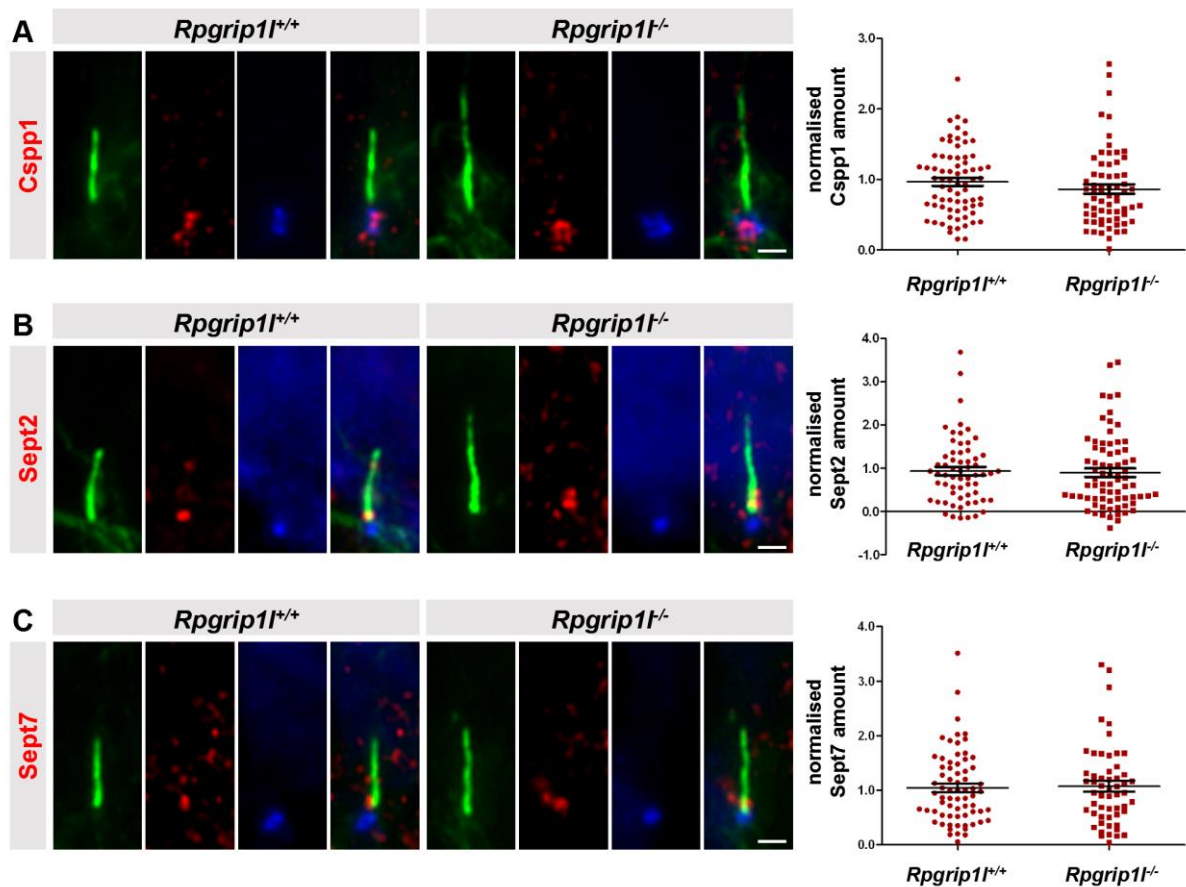 A
Rpgrip1l+/+
Rpgrip1l-/-
Cspp1
normalised
Cspp1 amount
3.0
2.0
1.0
0.0
Rpgrip1l+/+
Rpgrip1l-/-
B
Rpgrip1l+/+
Rpgrip1l-/-
Sept2
normalised
Sept2 amount
4.0
3.0
2.0
1.0
0.0
-1.0
Rpgrip1l+/+
Rpgrip1l-/-
C
Rpgrip1l+/+
Rpgrip1l-/-
Sept7
normalised
Sept7 amount
4.0
3.0
2.0
1.0
0.0
Rpgrip1l+/+
Rpgrip1l-/-